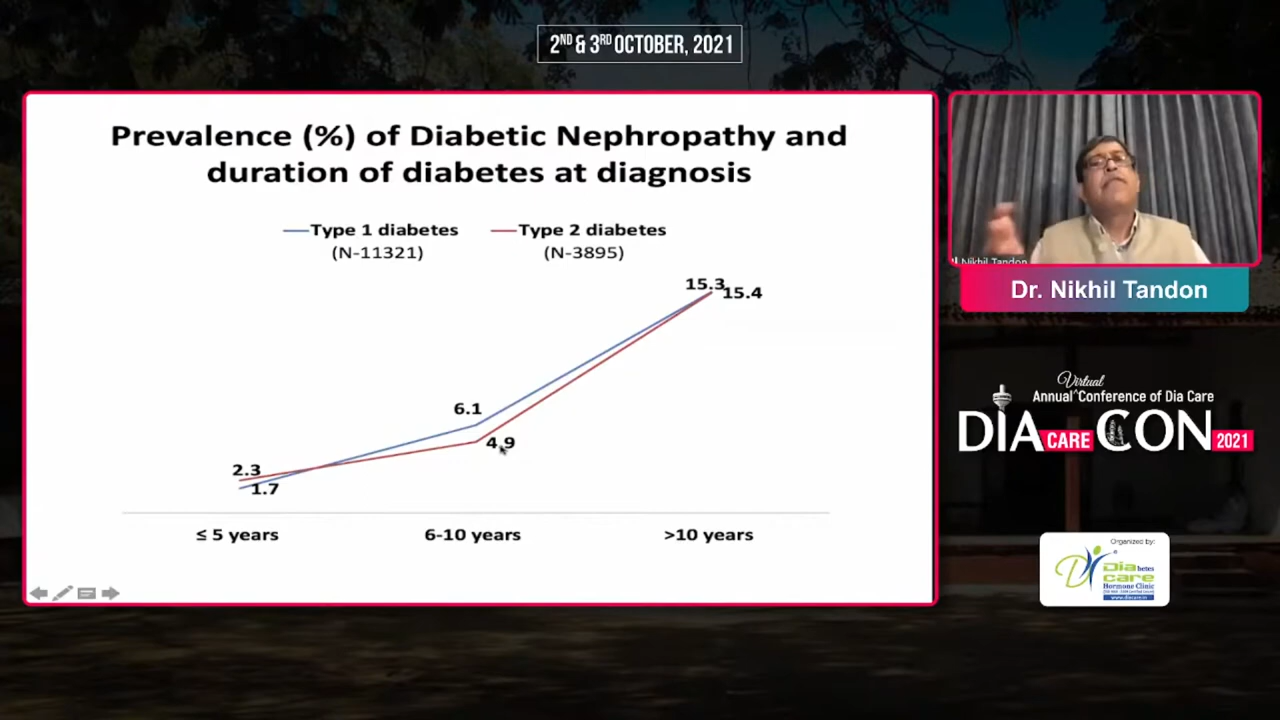 2ND & 3RD OCTOBER, 2021
Prevalence (%) of Diabetic Nephropathy and
duration of diabetes at diagnosis
Type 1 diabetes
(N-11321)
Type 2 diabetes
(N-3895)
15.3
15.4
6.1
4.9
2.3
1.7
≤ 5 years
6-10 years
>10 years
Nikhil Tandon
Dr. Nikhil Tandon
Virtual
Annual^Conference of Dia Care
DIA CARE CON 2021
Organized by:
Diabetes
care
Hormone Clinic
www.diacare.in